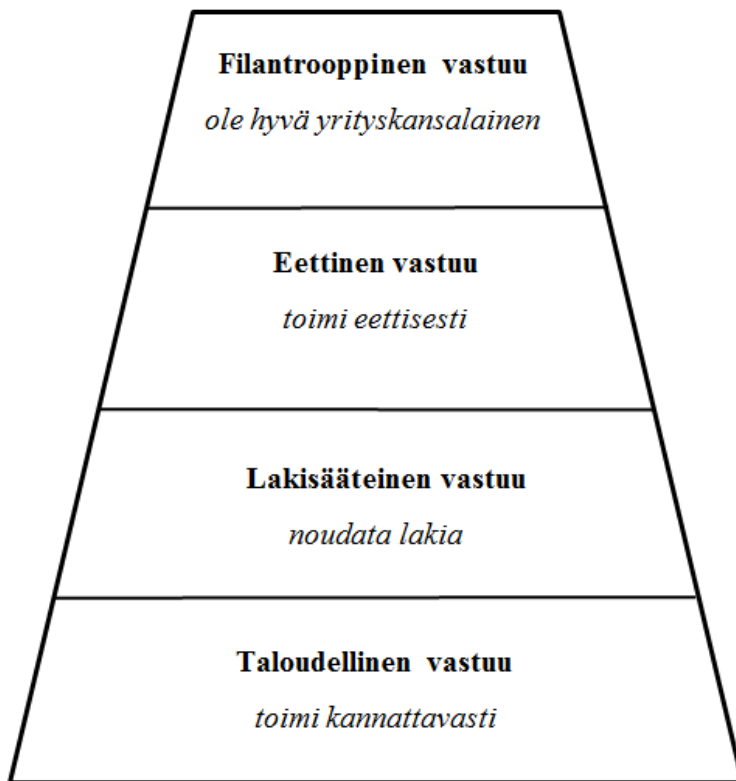 Filantrooppinen vastuu
ole hyvä yrityskansalainen
Eettinen vastuu
toimi eettisesti
Lakisääteinen vastuu
noudata lakia
Taloudellinen vastuu
toimi kannattavasti